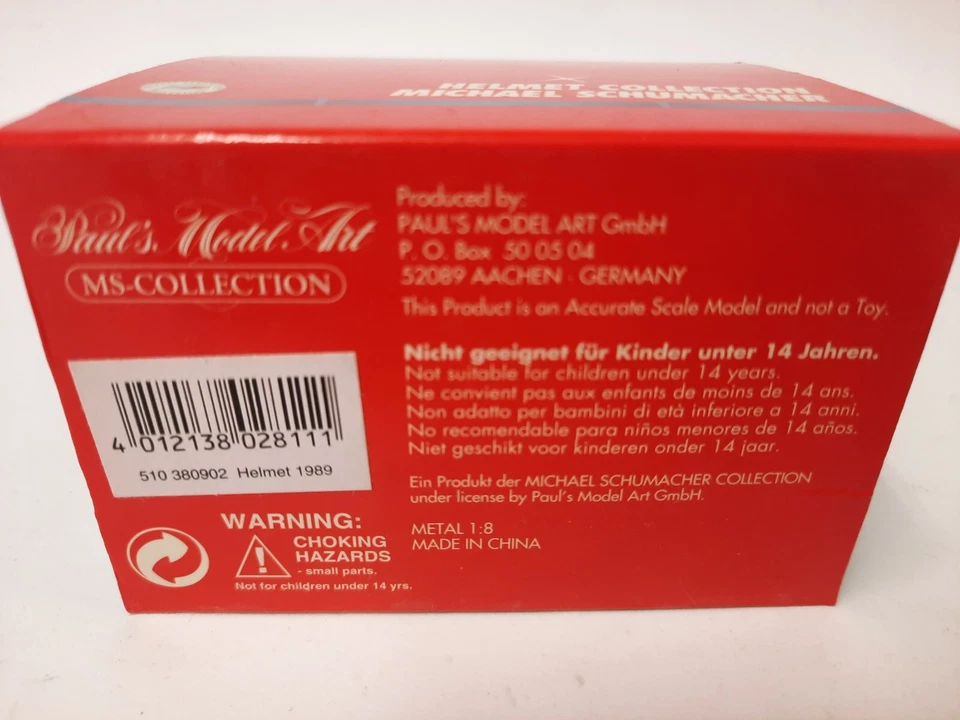 HELMET COLLECTION
MICHAEL SCHUMACHER
Paul's Model Art
MS-COLLECTION
Produced by:
PAUL'S MODEL ART GmbH
P. O. Box 50 05 04
52089 AACHEN · GERMANY
This Product is an Accurate Scale Model and not a Toy.
Nicht geeignet für Kinder unter 14 Jahren.
Not suitable for children under 14 years.
Ne convient pas aux enfants de moins de 14 ans.
Non adatto per bambini di età inferiore a 14 anni.
No recomendable para niños menores de 14 años.
Niet geschikt voor kinderen onder 14 jaar.
Ein Produkt der MICHAEL SCHUMACHER COLLECTION
under license by Paul's Model Art GmbH.
METAL 1:8
MADE IN CHINA
4 012138 028111
510 380902 Helmet 1989
WARNING:
CHOKING
HAZARDS
- small parts.
Not for children under 14 yrs.